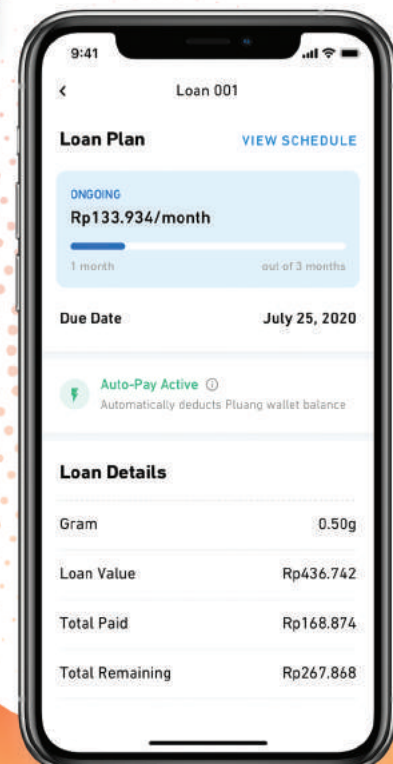 9:41
Loan 001
Loan Plan VIEW SCHEDULE
ONGOING
Rp133.934/month
1 month out of 3 months
Due Date July 25, 2020
Auto-Pay Active
Automatically deducts Pluang wallet balance
Loan Details
Gram 0.50g
Loan Value Rp436.742
Total Paid Rp168.874
Total Remaining Rp267.868